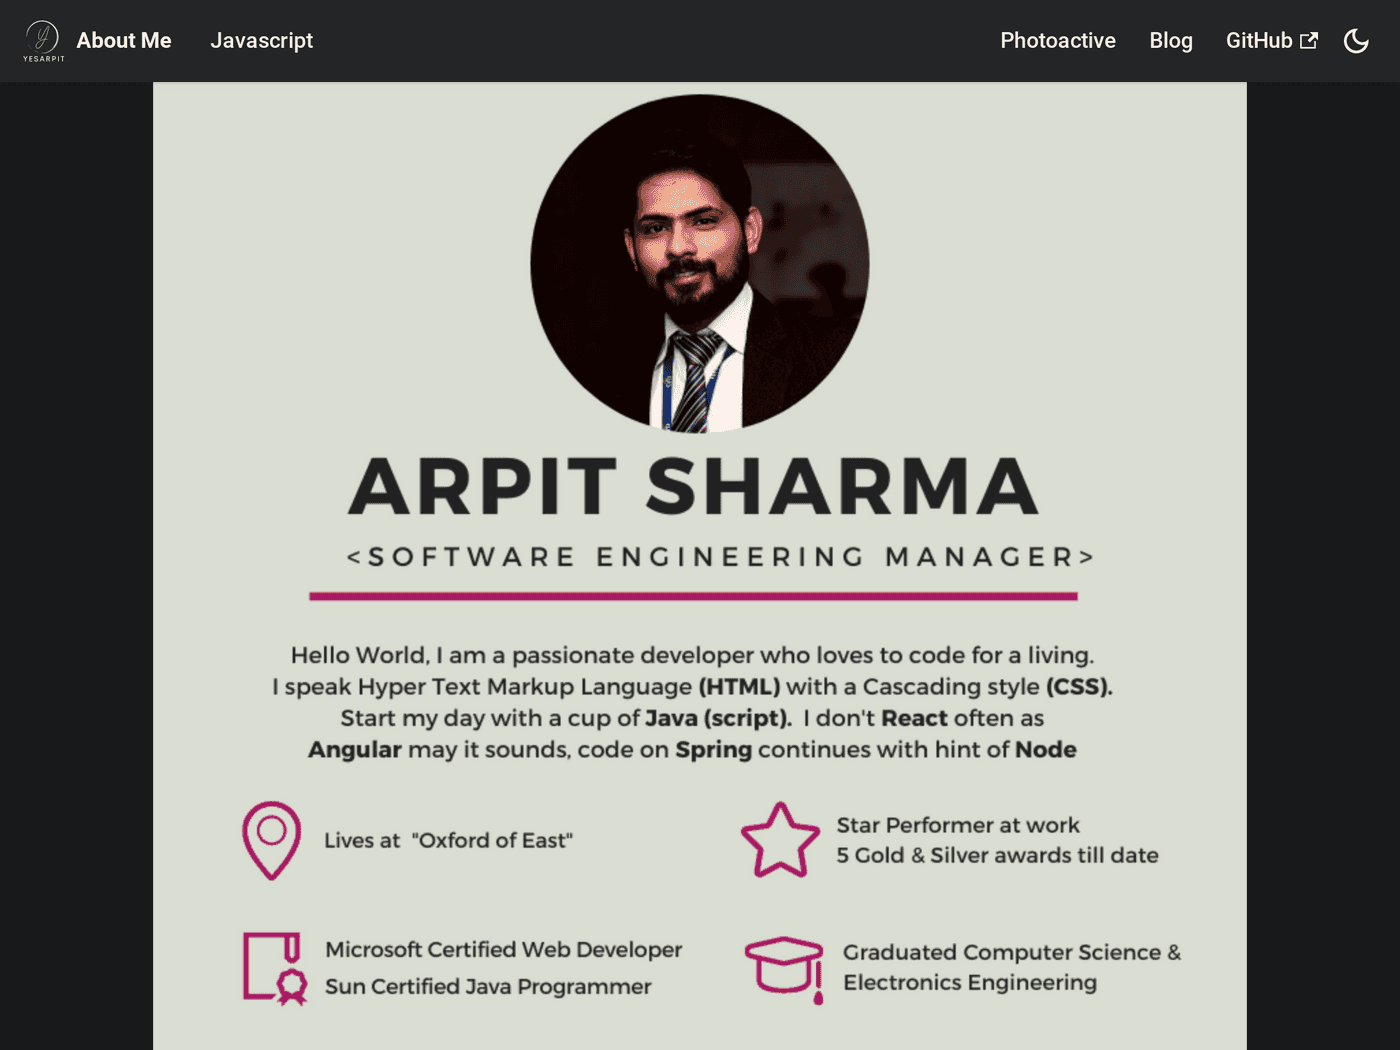 YESARPIT
About Me
Javascript
Photoactive
Blog
GitHub
ARPIT SHARMA
<SOFTWARE ENGINEERING MANAGER>
Hello World, I am a passionate developer who loves to code for a living.
I speak Hyper Text Markup Language (HTML) with a Cascading style (CSS).
Start my day with a cup of Java (script). I don't React often as
Angular may it sounds, code on Spring continues with hint of Node
Lives at "Oxford of East"
Star Performer at work
5 Gold & Silver awards till date
Microsoft Certified Web Developer
Sun Certified Java Programmer
Graduated Computer Science &
Electronics Engineering